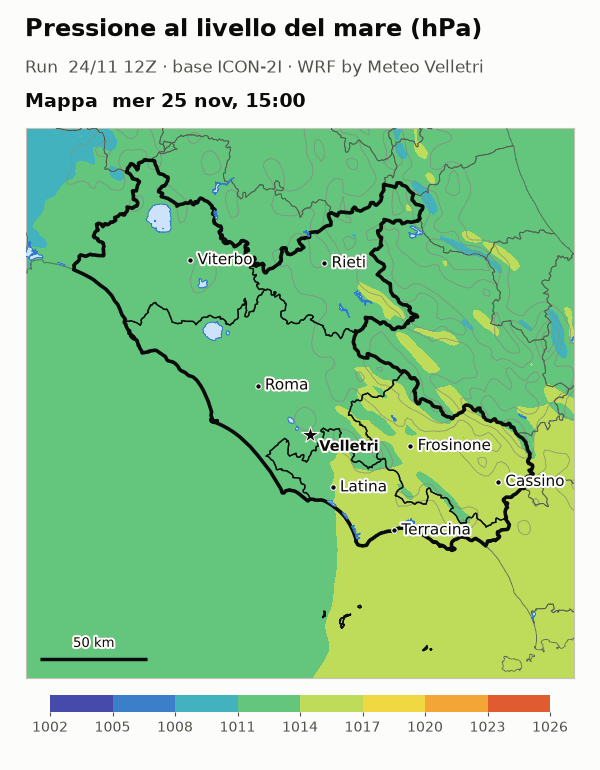 Pressione al livello del mare (hPa)
Run  24/11 12Z · base ICON-2I · WRF by Meteo Velletri
Mappa  mer 25 nov, 15:00
Viterbo
Rieti
Roma
Velletri
Frosinone
Latina
Cassino
Terracina
50 km
1002 1005 1008 1011 1014 1017 1020 1023 1026